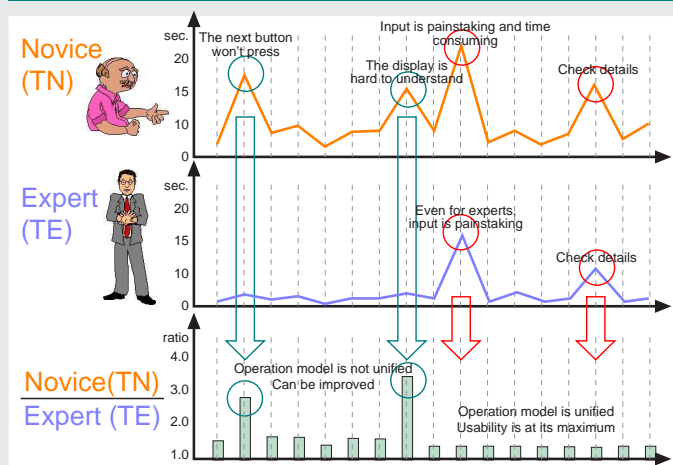 Novice
(TN)
sec.
20
15
10
0
The next button
won't press
The display is
hard to understand
Input is painstaking and time
consuming
Check details
Expert
(TE)
sec.
20
15
10
0
Even for experts,
input is painstaking
Check details
Novice(TN)
Expert (TE)
ratio
4.0
3.0
2.0
1.0
Operation model is not unified
Can be improved
Operation model is unified
Usability is at its maximum